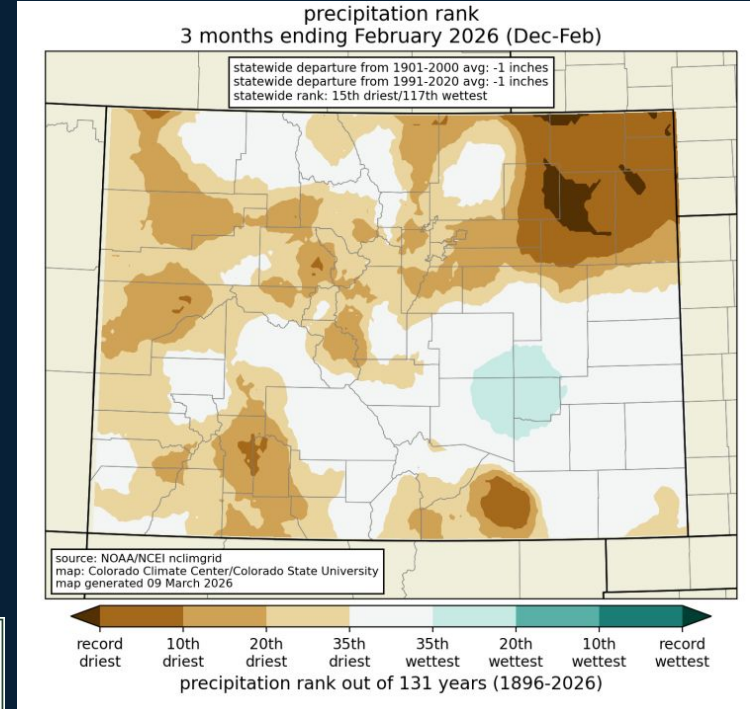 precipitation rank
3 months ending February 2026 (Dec-Feb)
statewide departure from 1901-2000 avg: -1 inches
statewide departure from 1991-2020 avg: -1 inches
statewide rank: 15th driest/117th wettest
source: NOAA/NCEI nclimgrid
map: Colorado Climate Center/Colorado State University
map generated 09 March 2026
record driest
10th driest
20th driest
35th driest
35th wettest
20th wettest
10th wettest
record wettest
precipitation rank out of 131 years (1896-2026)